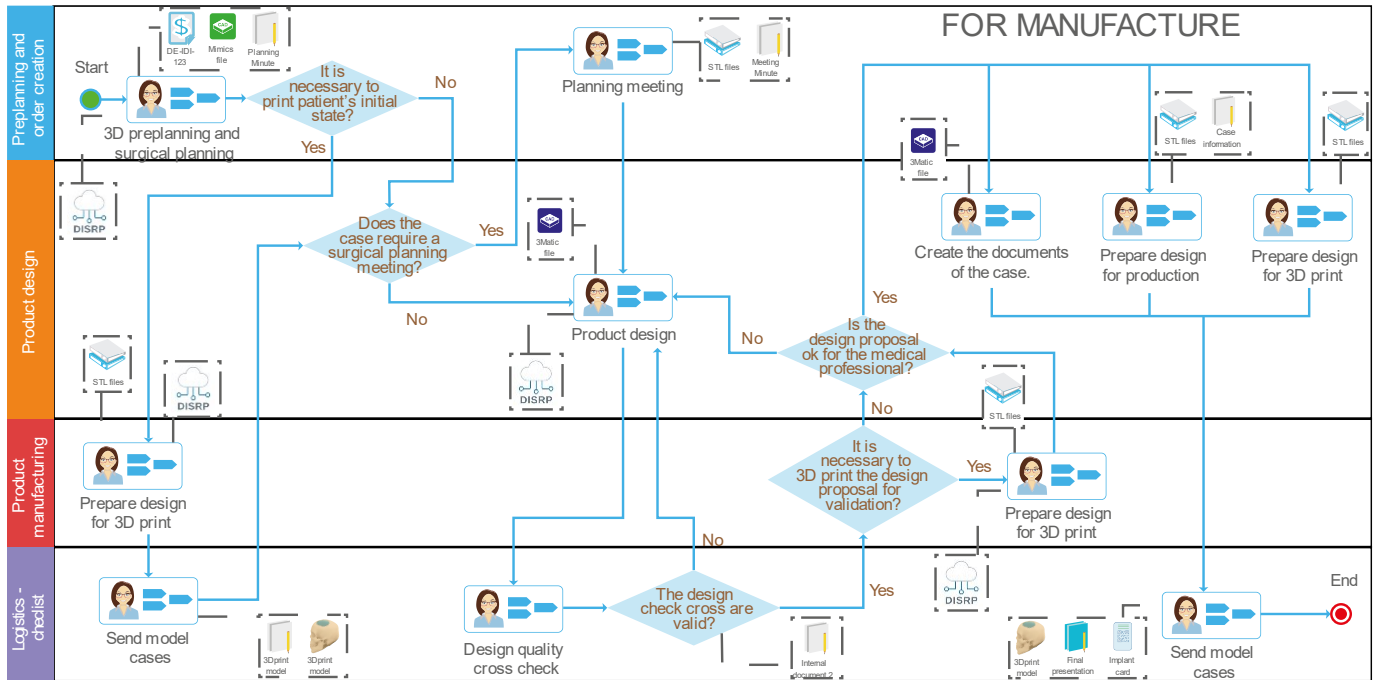 FOR MANUFACTURE
Preplanning and
order creation
Start
DE-IDI-
123
Mimics
file
Planning
Minute
3D preplanning and
surgical planning
It is
necessary to
print patient's initial
state?
No
Yes
Planning meeting
STL files
Meeting
Minute
3Matic
file
STL files
Case
information
STL files
Product design
DISRP
Does the
case require a
surgical planning
meeting?
Yes
No
3Matic
file
Product design
DISRP
Create the documents
of the case.
Prepare design
for production
Prepare design
for 3D print
Yes
No
Is the
design proposal
ok for the medical
professional?
No
STL files
DISRP
STL files
Product
manufacturing
Prepare design
for 3D print
It is
necessary to
3D print the design
proposal for
validation?
Yes
Prepare design
for 3D print
No
Logistics -
checlist
Send model
cases
3Dprint
model
3Dprint
model
Design quality
cross check
The design
check cross are
valid?
Yes
Internal
document 2
DISRP
3Dprint
model
Final
presentation
Implant
card
Send model
cases
End